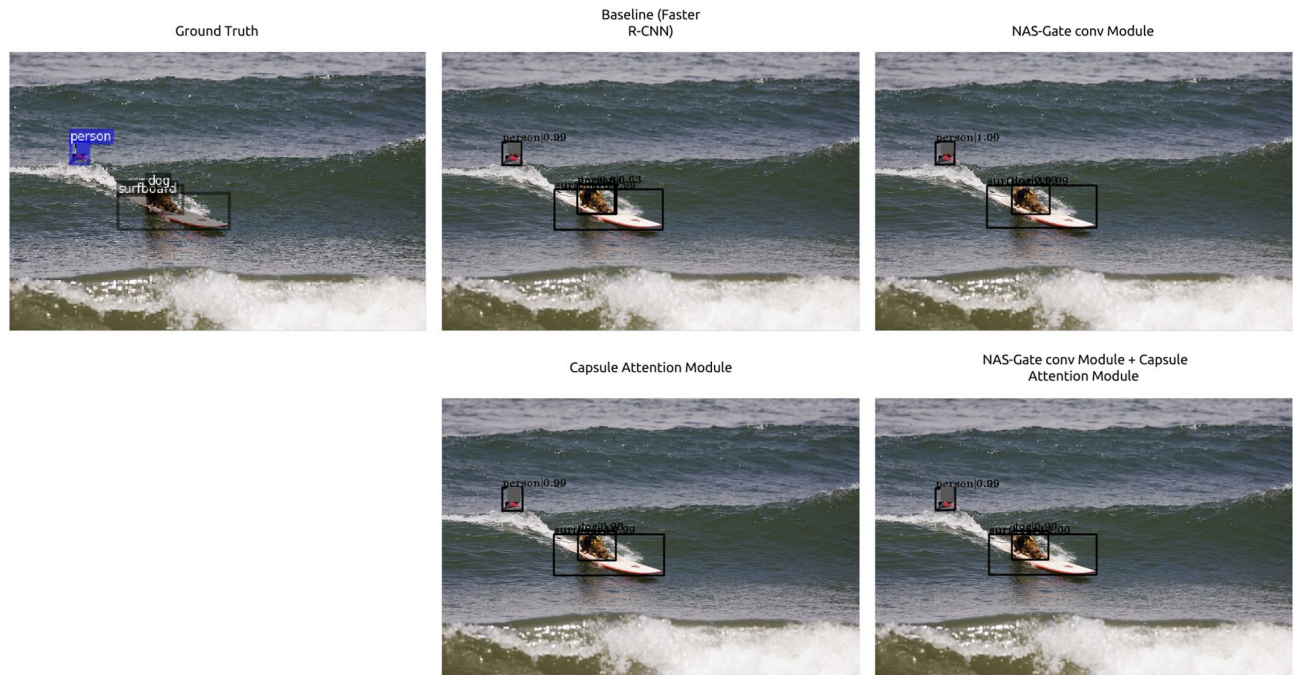 Ground Truth
Baseline (Faster
R-CNN)
NAS-Gate conv Module
person
dog
surfboard
person|0.99
person|1.00
Capsule Attention Module
NAS-Gate conv Module + Capsule
Attention Module
person|0.99
person|0.99